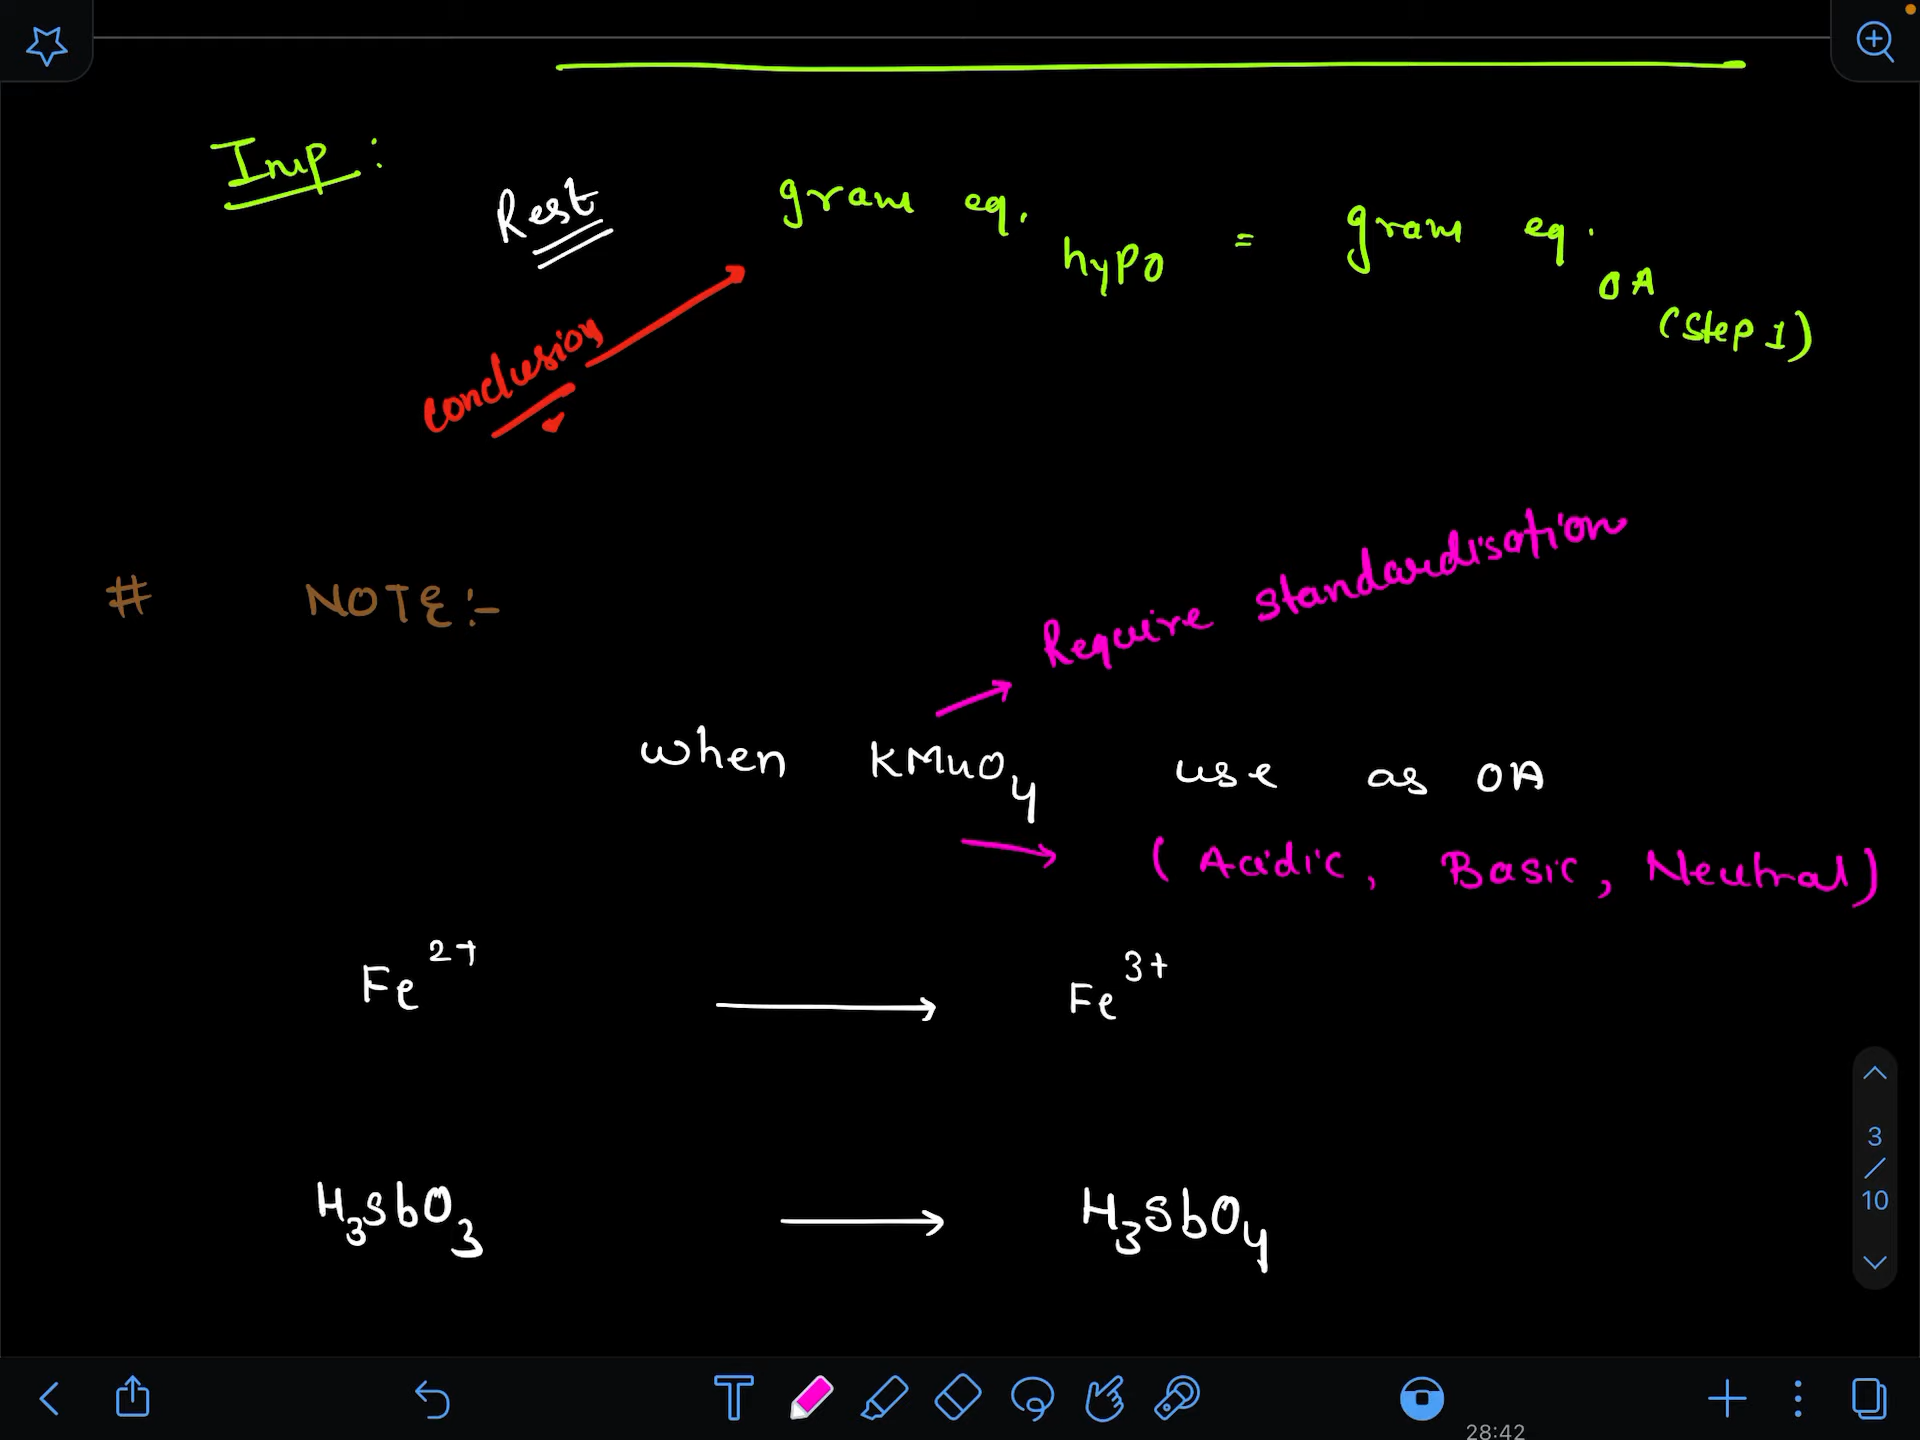 Imp :
Rest gram eq. hypo = gram eq. OA (Step 1)
conclusion
# NOTE :-
Require standardisation
when KMnO4 use as OA
( Acidic, Basic, Neutral )
Fe2+ → Fe3+
H3SbO3 → H3SbO4
3
/
10
T
28:42